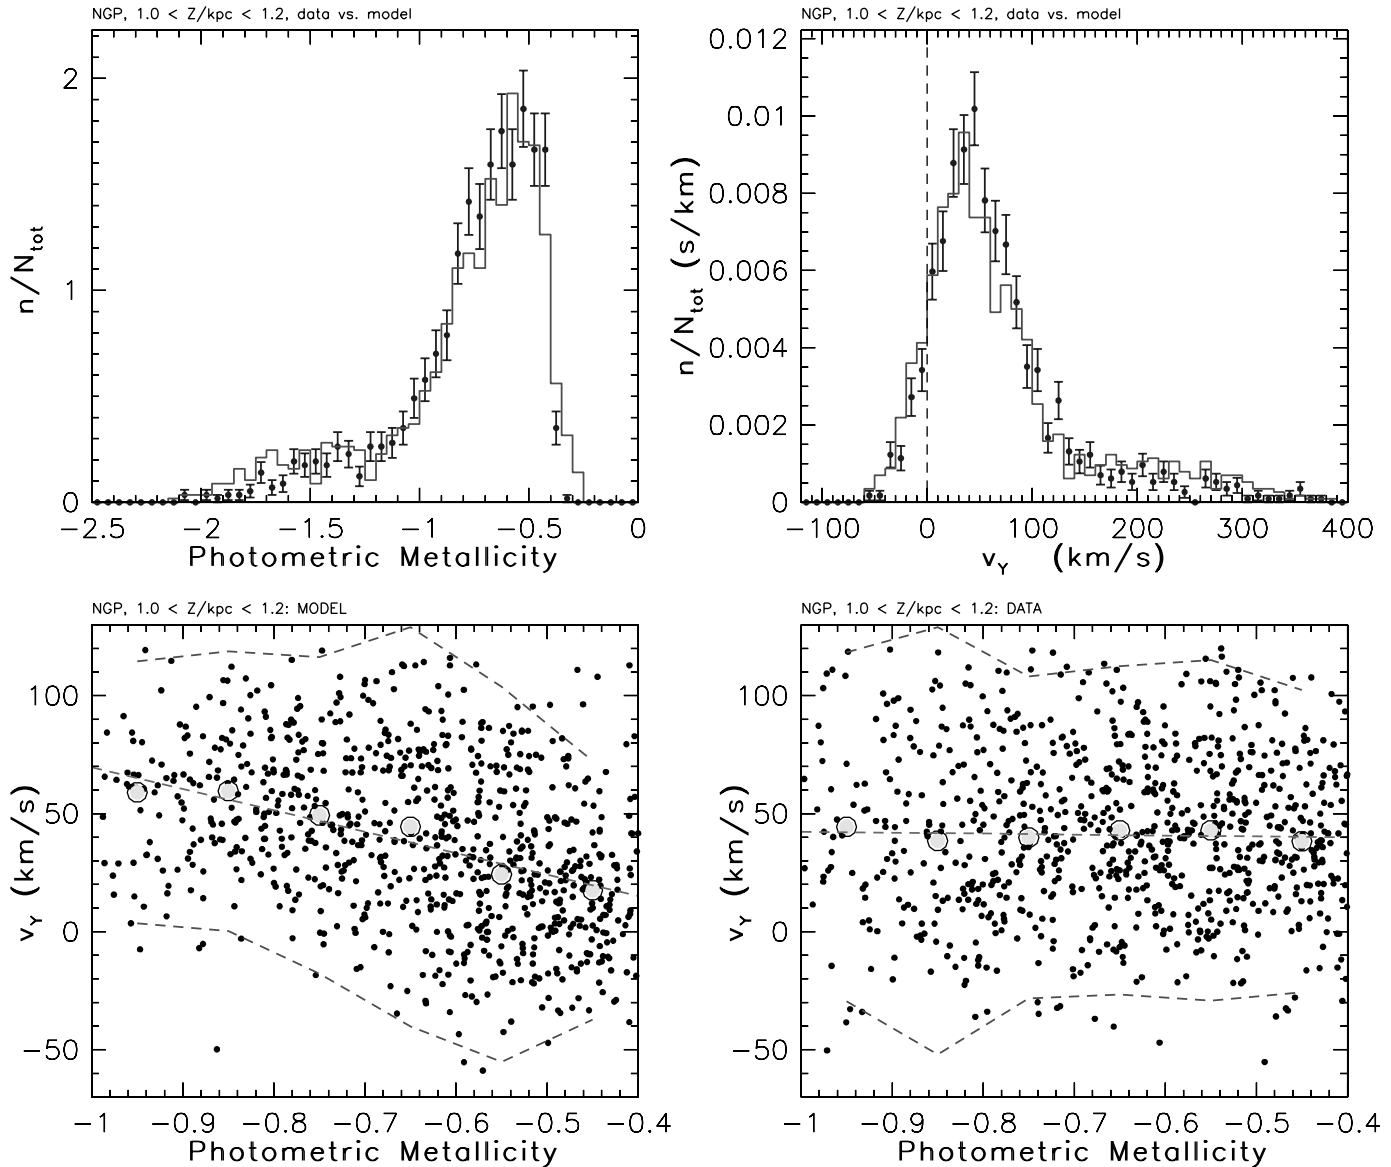 NGP, 1.0 < Z/kpc < 1.2, data vs. model
n/Ntot
2
1
0
−2.5 −2 −1.5 −1 −0.5 0
Photometric Metallicity
NGP, 1.0 < Z/kpc < 1.2, data vs. model
n/Ntot (s/km)
0.012
0.01
0.008
0.006
0.004
0.002
0
−100 0 100 200 300 400
vY (km/s)
NGP, 1.0 < Z/kpc < 1.2: MODEL
vY (km/s)
100
50
0
−50
−1 −0.9 −0.8 −0.7 −0.6 −0.5 −0.4
Photometric Metallicity
NGP, 1.0 < Z/kpc < 1.2: DATA
vY (km/s)
100
50
0
−50
−1 −0.9 −0.8 −0.7 −0.6 −0.5 −0.4
Photometric Metallicity